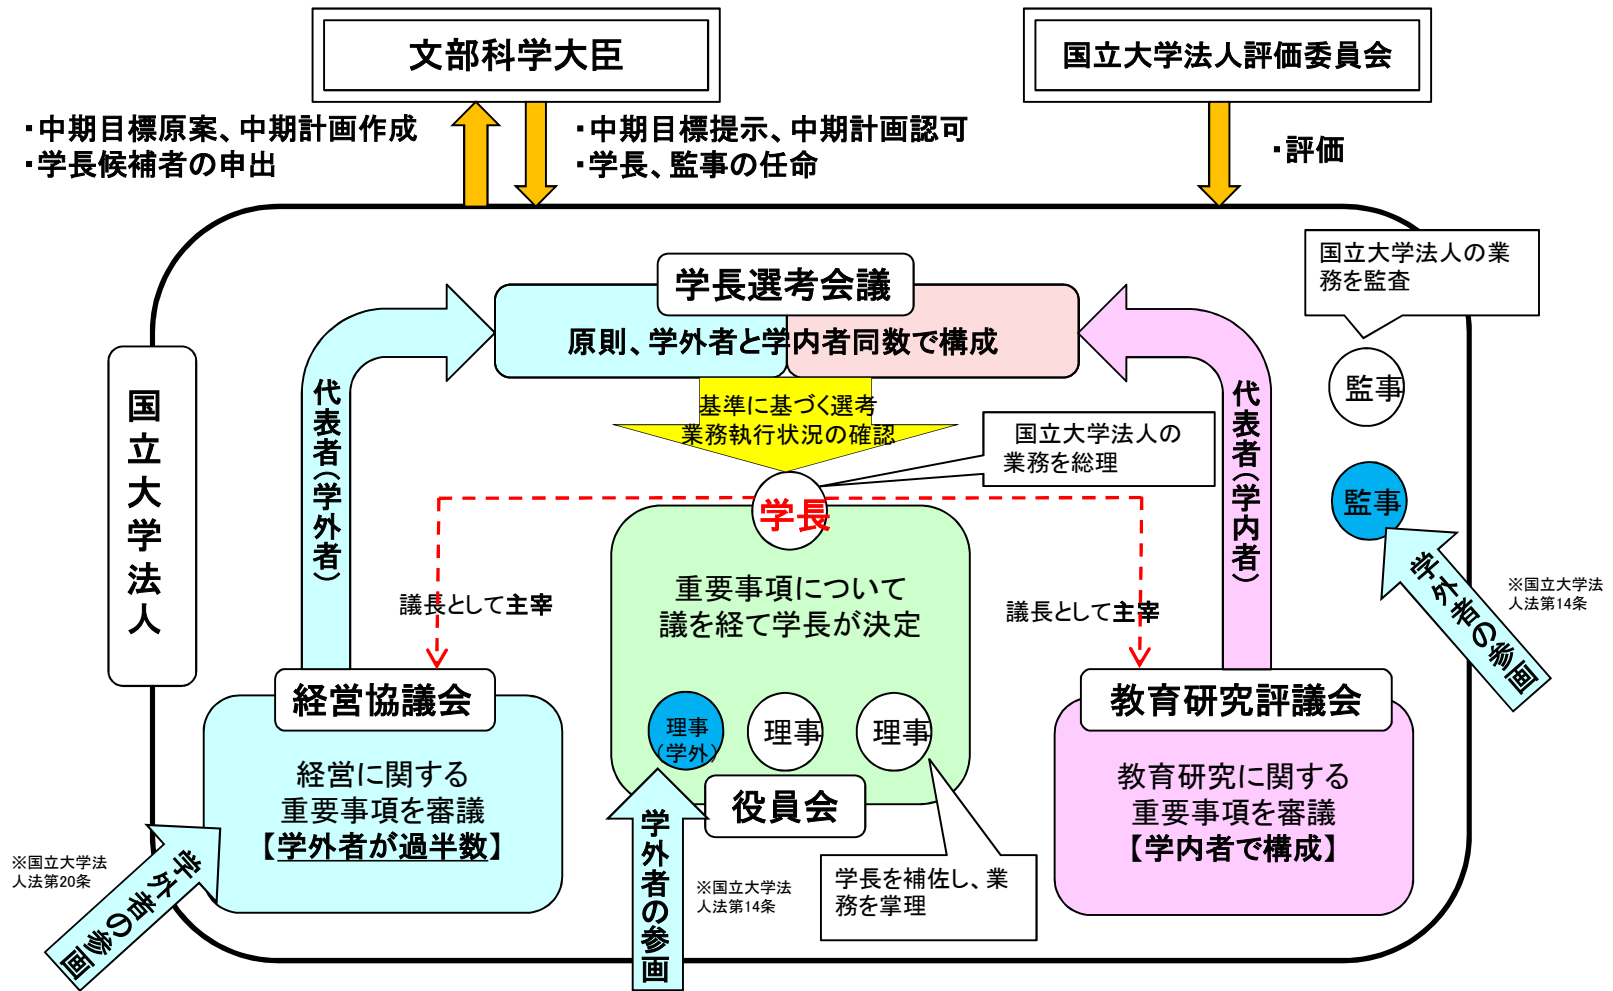 文部科学大臣
国立大学法人評価委員会
・中期目標原案、中期計画作成
・学長候補者の申出
・中期目標提示、中期計画認可
・学長、監事の任命
・評価
国立大学法人の業
務を監査
学長選考会議
原則、学外者と学内者同数で構成
国立大学法人
代表者(学外者)
代表者(学内者)
監事
基準に基づく選考
業務執行状況の確認
国立大学法人の
業務を総理
監事
学外者の参画
※国立大学法
人法第14条
学長
重要事項について
議を経て学長が決定
議長として主宰
議長として主宰
経営協議会
教育研究評議会
理事
(学外)
理事
理事
役員会
経営に関する
重要事項を審議
【学外者が過半数】
教育研究に関する
重要事項を審議
【学内者で構成】
※国立大学法
人法第20条
学外者の参画
学外者の参画
※国立大学法
人法第14条
学長を補佐し、業
務を掌理